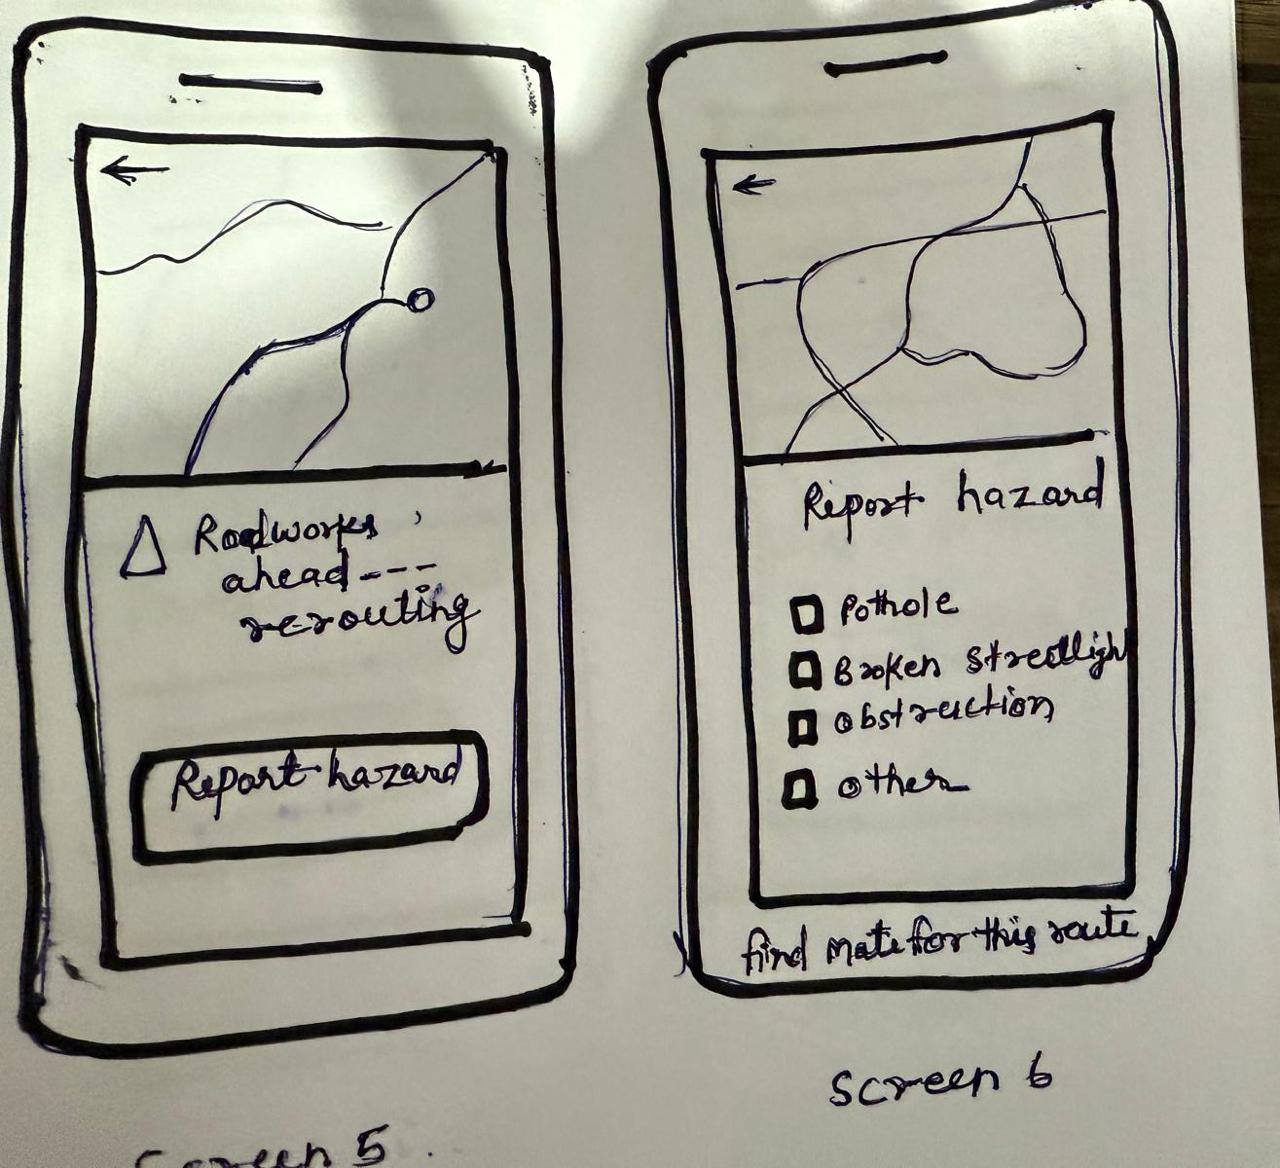 Roadworks
ahead ---
rerouting
Report hazard
Screen 5 .
Report hazard
Pothole
Broken streetligh
obstruction
other
find mate for this route
Screen 6